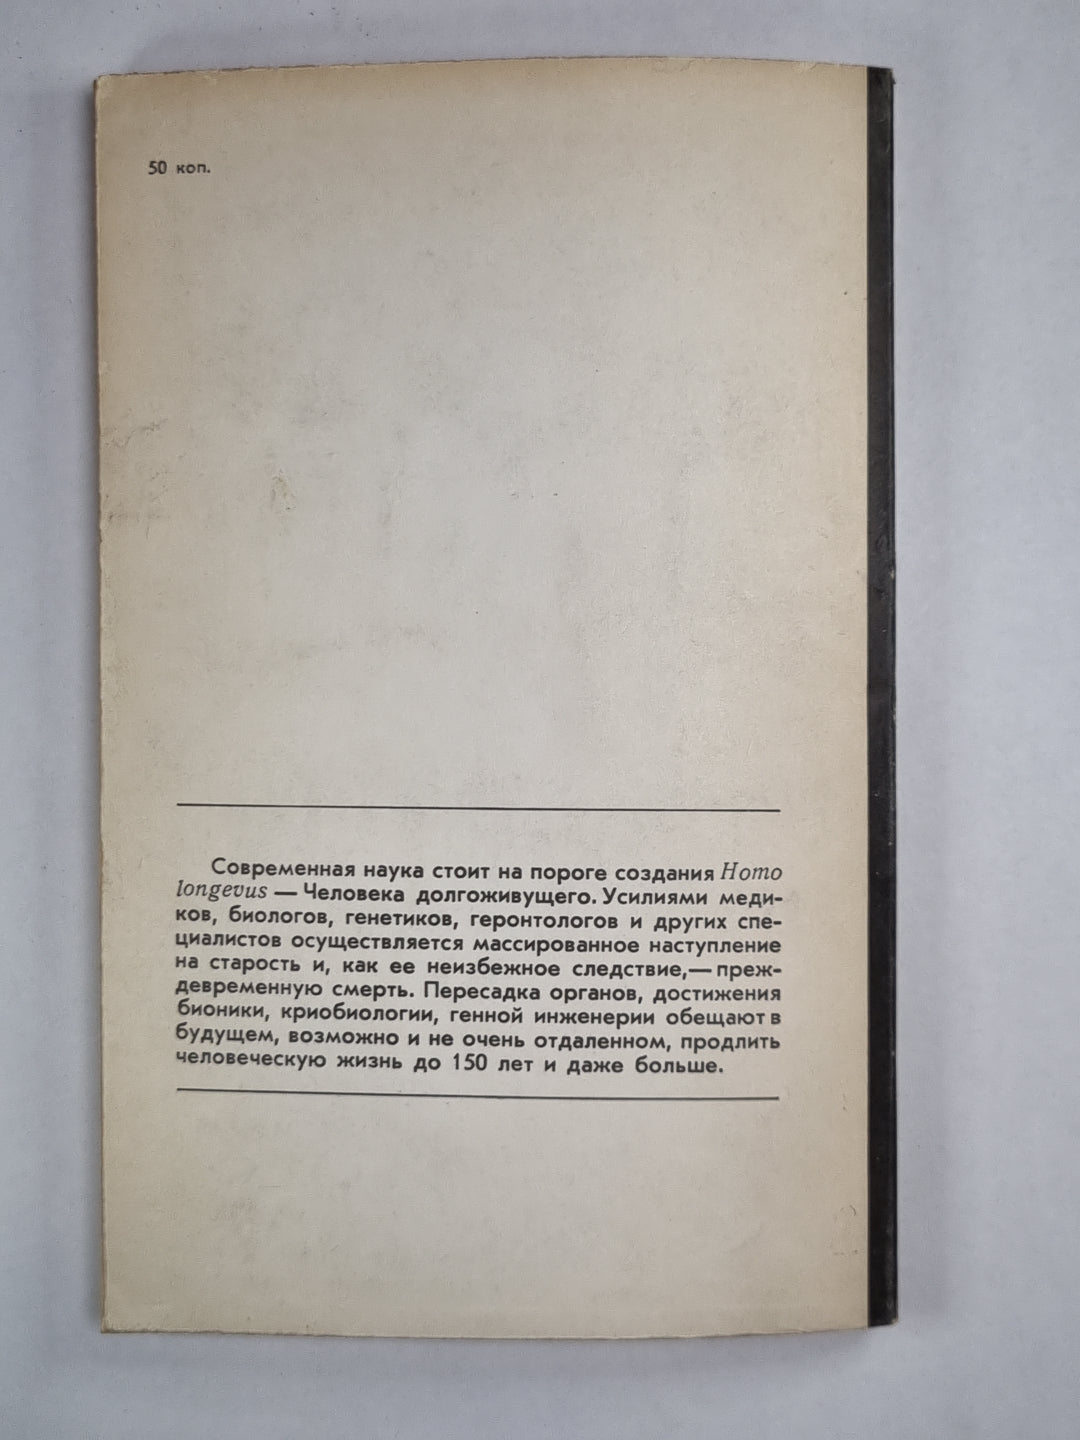 50 коп.
Современная наука стоит на пороге создания Homo
longevus — Человека долгоживущего. Усилиями меди-
ков, биологов, генетиков, геронтологов и других спе-
циалистов осуществляется массированное наступление
на старость и, как ее неизбежное следствие,— преж-
девременную смерть. Пересадка органов, достижения
бионики, криобиологии, генной инженерии обещают в
будущем, возможно и не очень отдаленном, продлить
человеческую жизнь до 150 лет и даже больше.